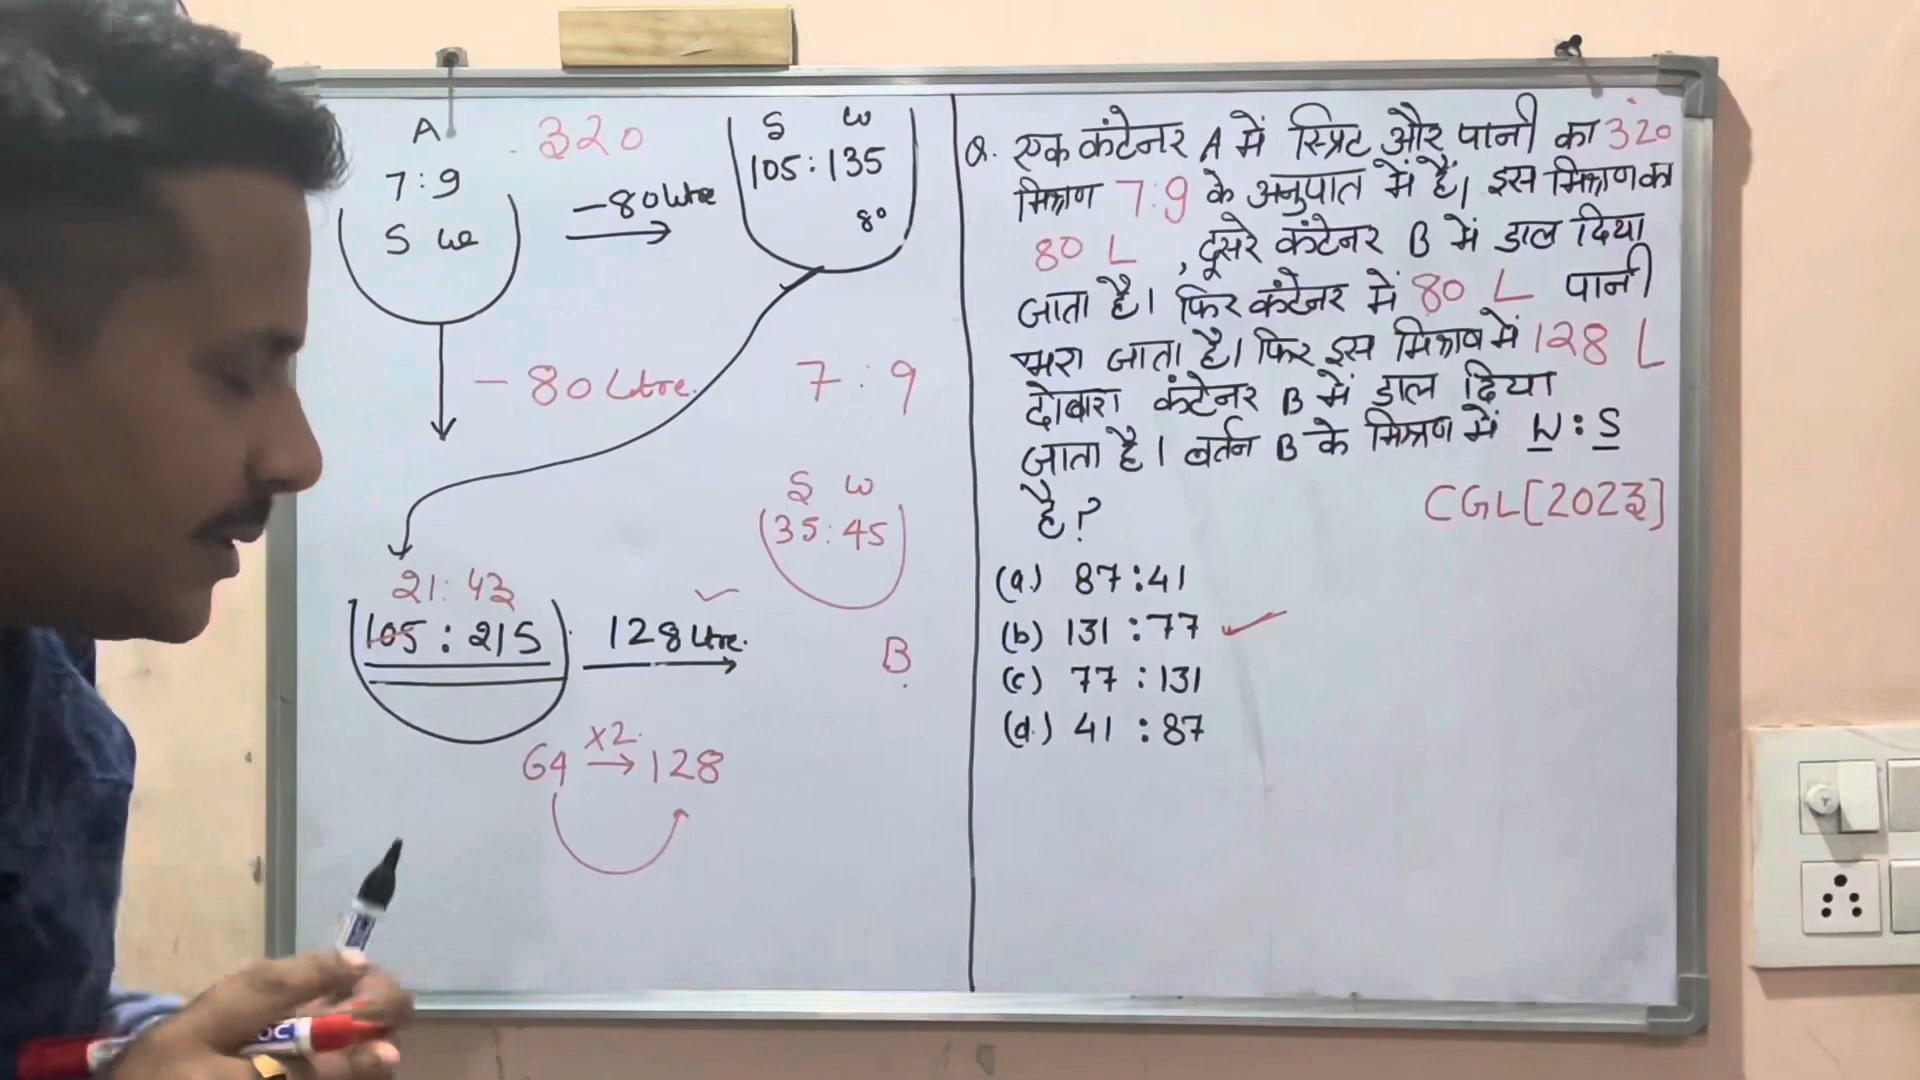 A
320
7:9
S we
-80 Litre
S W
105:135
80
-80 Litre.
7:9
S W
35:45
21:43
105:215
128 Litre.
B
64 ×2→ 128
Q. एक कंटेनर A में स्प्रिट और पानी का 320
मिश्रण 7:9 के अनुपात में हैं। इस मिश्रण का
80 L , दूसरे कंटेनर B में डाल दिया
जाता है। फिर कंटेनर में 80 L पानी
भरा जाता है। फिर इस मिश्रण में 128 L
दोबारा कंटेनर B में डाल दिया
जाता है। बर्तन B के मिश्रण में W:S
है?
CGL[2023]
(a.) 87:41
(b) 131:77
(c) 77:131
(d.) 41:87